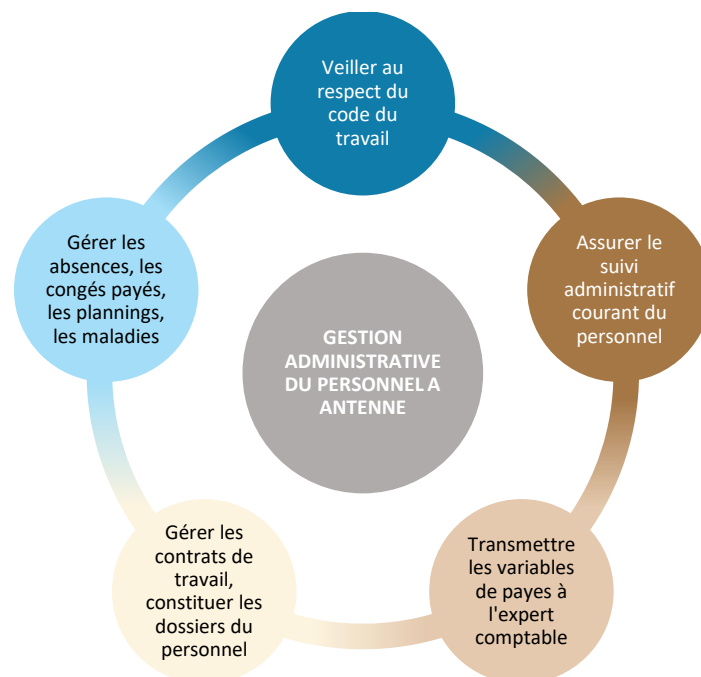 Veiller au
respect du
code du
travail
Assurer le
suivi
administratif
courant du
personnel
Transmettre
les variables
de payes à
l'expert
comptable
Gérer les
contrats de
travail,
constituer les
dossiers du
personnel
Gérer les
absences, les
congés payés,
les plannings,
les maladies
GESTION
ADMINISTRATIVE
DU PERSONNEL A
ANTENNE